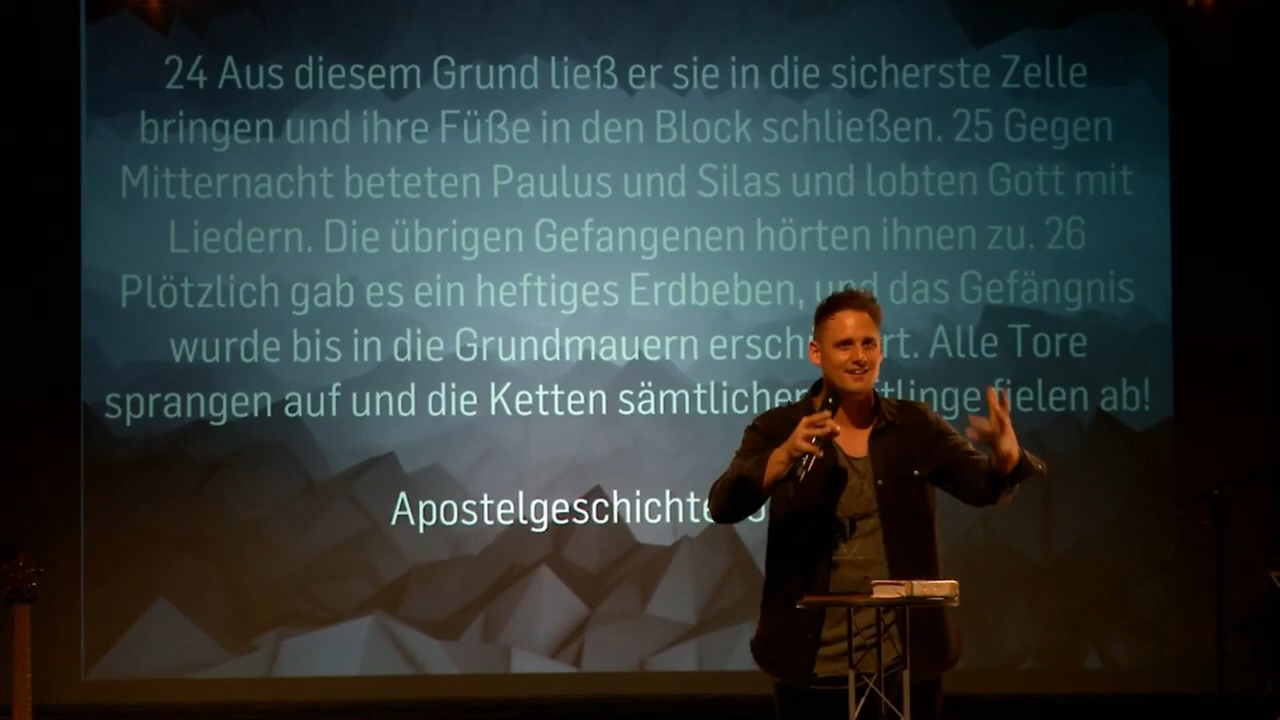 24 Aus diesem Grund ließ er sie in die sicherste Zelle
bringen und ihre Füße in den Block schließen. 25 Gegen
Mitternacht beteten Paulus und Silas und lobten Gott mit
Liedern. Die übrigen Gefangenen hörten ihnen zu. 26
Plötzlich gab es ein heftiges Erdbeben, und das Gefängnis
wurde bis in die Grundmauern Alle Tore
sprangen auf und die Ketten sämtlicher fielen ab!
Apostelgeschichte